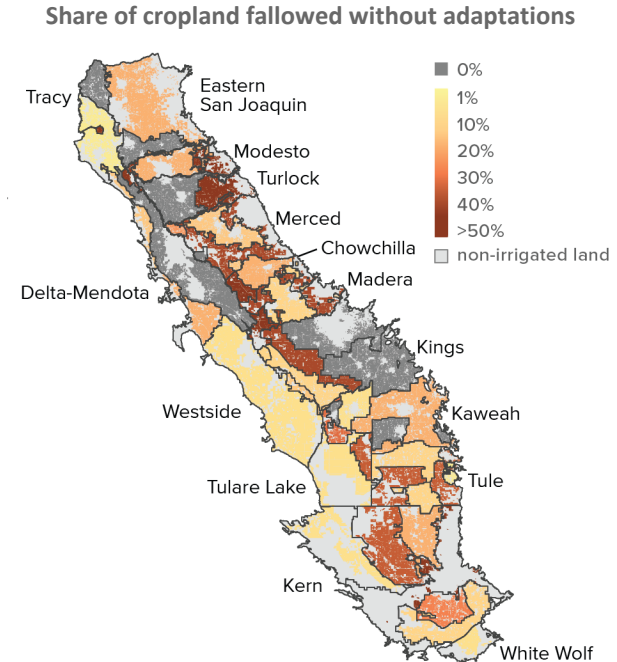 Share of cropland fallowed without adaptations
0%
1%
10%
20%
30%
40%
>50%
non-irrigated land
Tracy
Eastern
San Joaquin
Modesto
Turlock
Merced
Chowchilla
Madera
Delta-Mendota
Kings
Westside
Kaweah
Tulare Lake
Tule
Kern
White Wolf